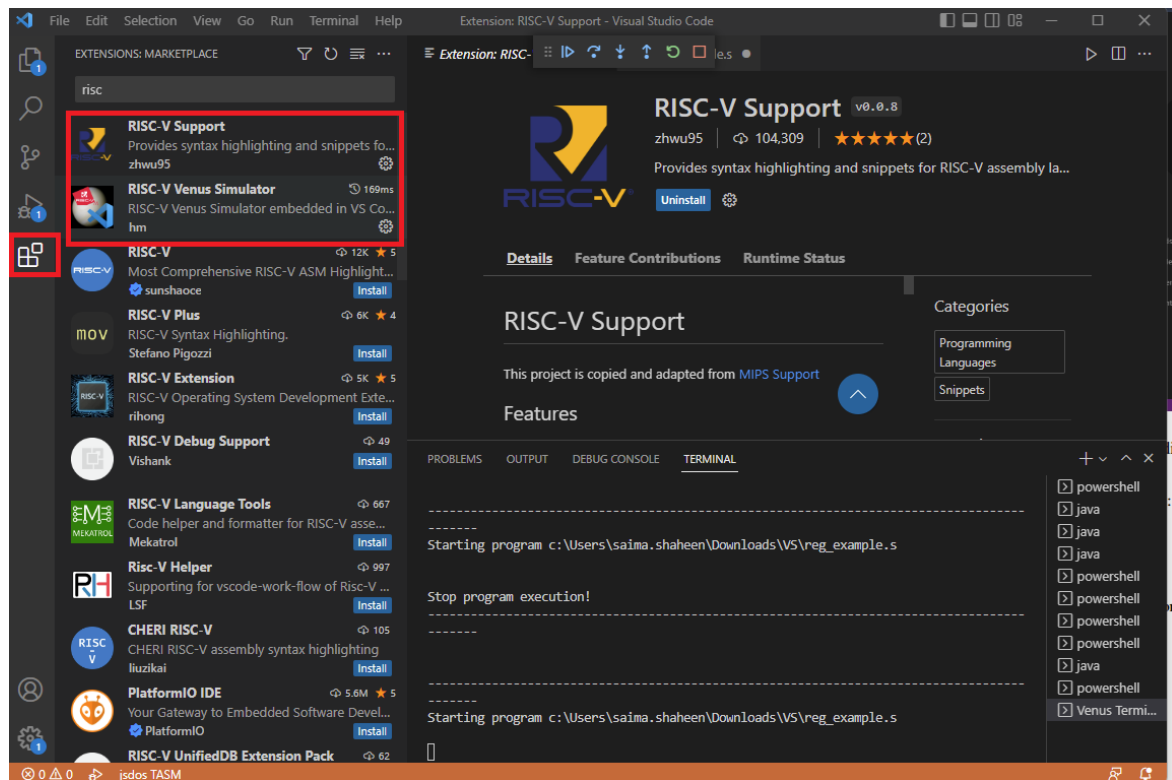 File Edit Selection View Go Run Terminal Help
Extension: RISC-V Support - Visual Studio Code
EXTENSIONS: MARKETPLACE
risc
RISC-V Support
Provides syntax highlighting and snippets fo...
zhwu95
RISC-V Venus Simulator 169ms
RISC-V Venus Simulator embedded in VS Co...
hm
RISC-V 12K 5
Most Comprehensive RISC-V ASM Highlight...
sunshaoce Install
RISC-V Plus 6K 4
RISC-V Syntax Highlighting.
Stefano Pigozzi Install
RISC-V Extension 5K 5
RISC-V Operating System Development Exte...
rihong Install
RISC-V Debug Support 49
Vishank Install
RISC-V Language Tools 667
Code helper and formatter for RISC-V asse...
Mekatrol Install
Risc-V Helper 997
Supporting for vscode-work-flow of Risc-V ...
LSF Install
CHERI RISC-V 105
CHERI RISC-V assembly syntax highlighting
liuzikai Install
PlatformIO IDE 5.6M 5
Your Gateway to Embedded Software Devel...
PlatformIO Install
RISC-V UnifiedDB Extension Pack 62
Extension: RISC-
le.s
RISC-V
RISC-V Support v0.0.8
zhwu95 104,309 (2)
Provides syntax highlighting and snippets for RISC-V assembly la...
Uninstall
Details Feature Contributions Runtime Status
RISC-V Support
This project is copied and adapted from MIPS Support
Features
Categories
Programming
Languages
Snippets
PROBLEMS OUTPUT DEBUG CONSOLE TERMINAL
-------
Starting program c:\Users\saima.shaheen\Downloads\VS\reg_example.s
Stop program execution!
-------
-------
Starting program c:\Users\saima.shaheen\Downloads\VS\reg_example.s
powershell
java
java
java
powershell
powershell
powershell
powershell
java
powershell
Venus Termi...
0 0 jsdos TASM